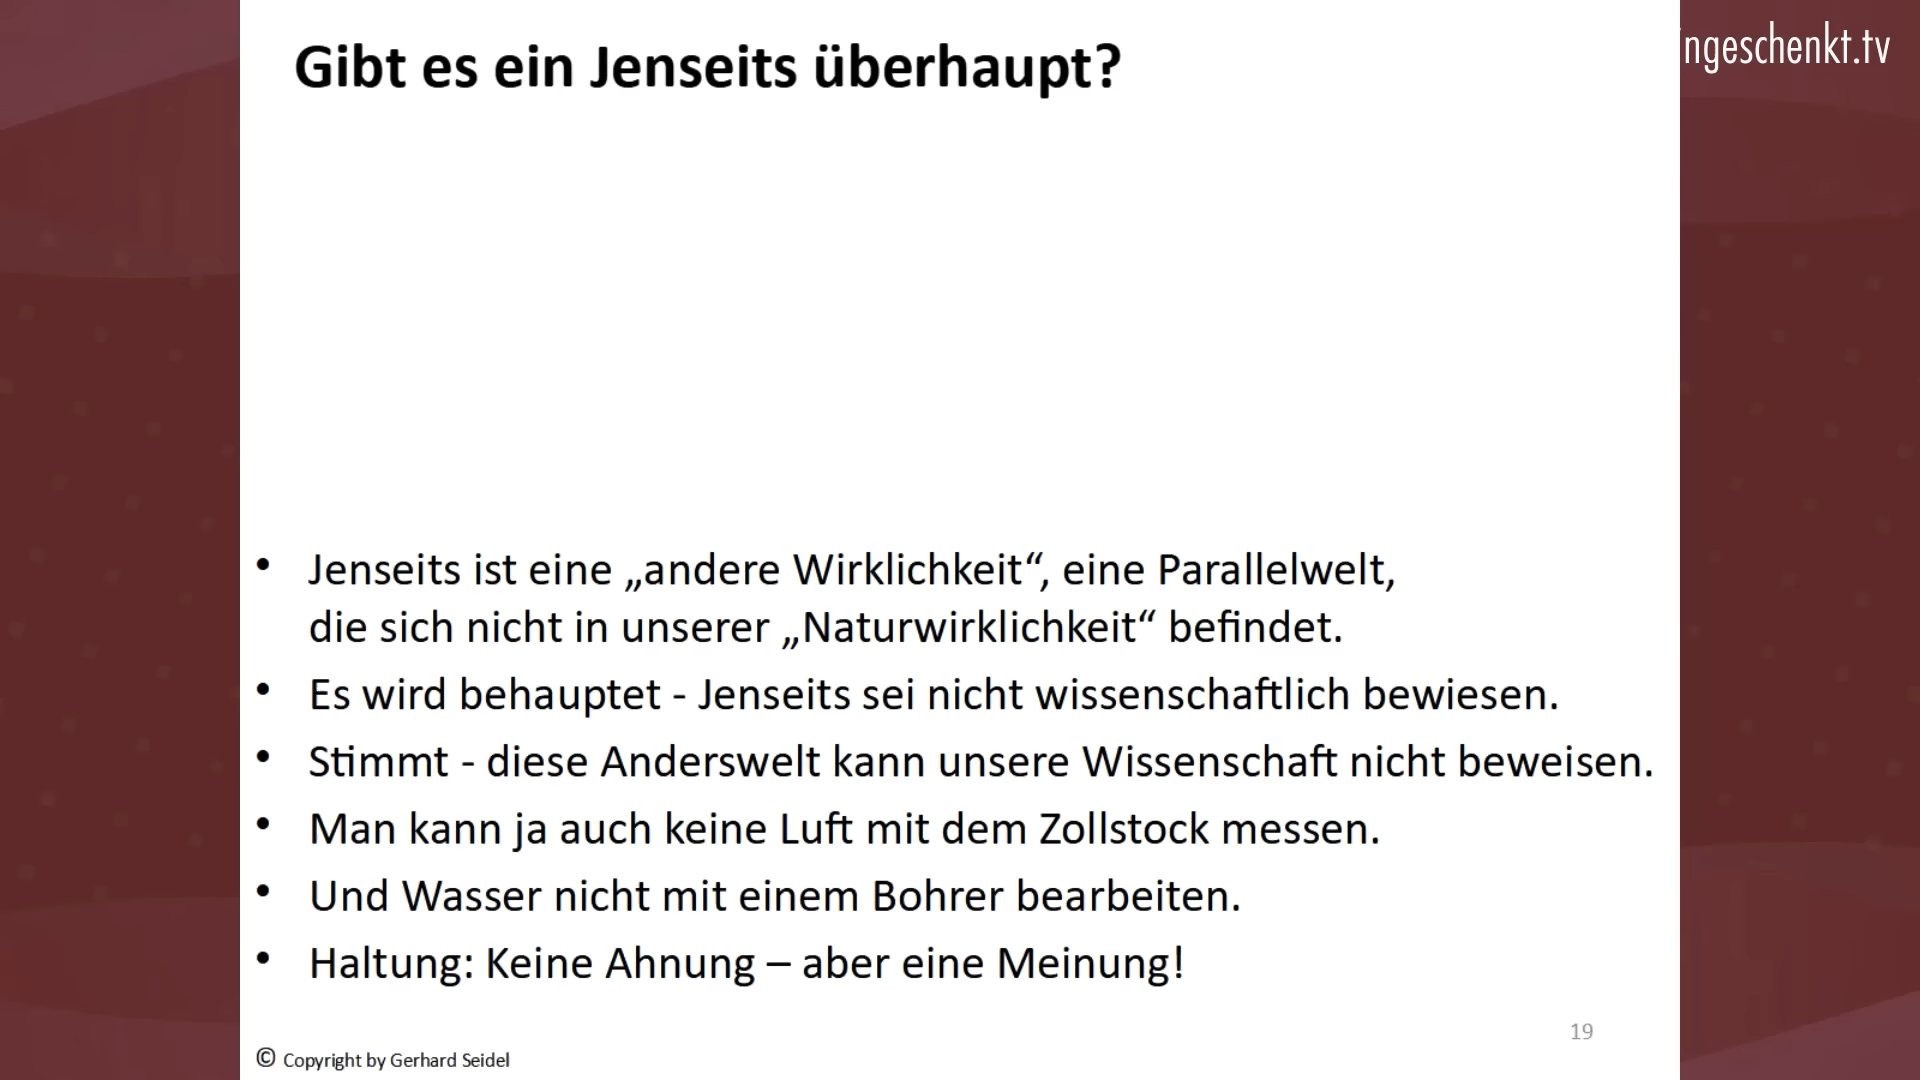 Gibt es ein Jenseits überhaupt?
ngeschenkt.tv
• Jenseits ist eine „andere Wirklichkeit“, eine Parallelwelt,
die sich nicht in unserer „Naturwirklichkeit“ befindet.
• Es wird behauptet - Jenseits sei nicht wissenschaftlich bewiesen.
• Stimmt - diese Anderswelt kann unsere Wissenschaft nicht beweisen.
• Man kann ja auch keine Luft mit dem Zollstock messen.
• Und Wasser nicht mit einem Bohrer bearbeiten.
• Haltung: Keine Ahnung – aber eine Meinung!
19
© Copyright by Gerhard Seidel